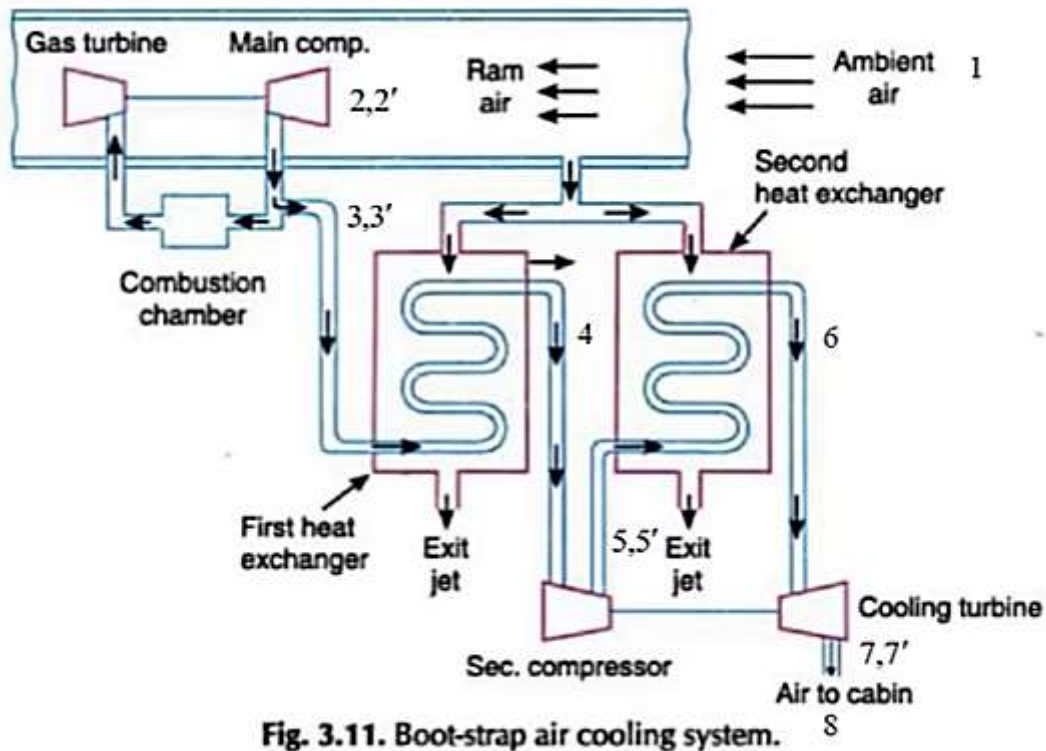 Gas turbine
Main comp.
2,2′
Ram
air
Ambient
air
1
Second
heat exchanger
3,3′
Combustion
chamber
4
6
First heat
exchanger
Exit
jet
5,5′
Exit
jet
Cooling turbine
Sec. compressor
7,7′
Air to cabin
8
Fig. 3.11. Boot-strap air cooling system.